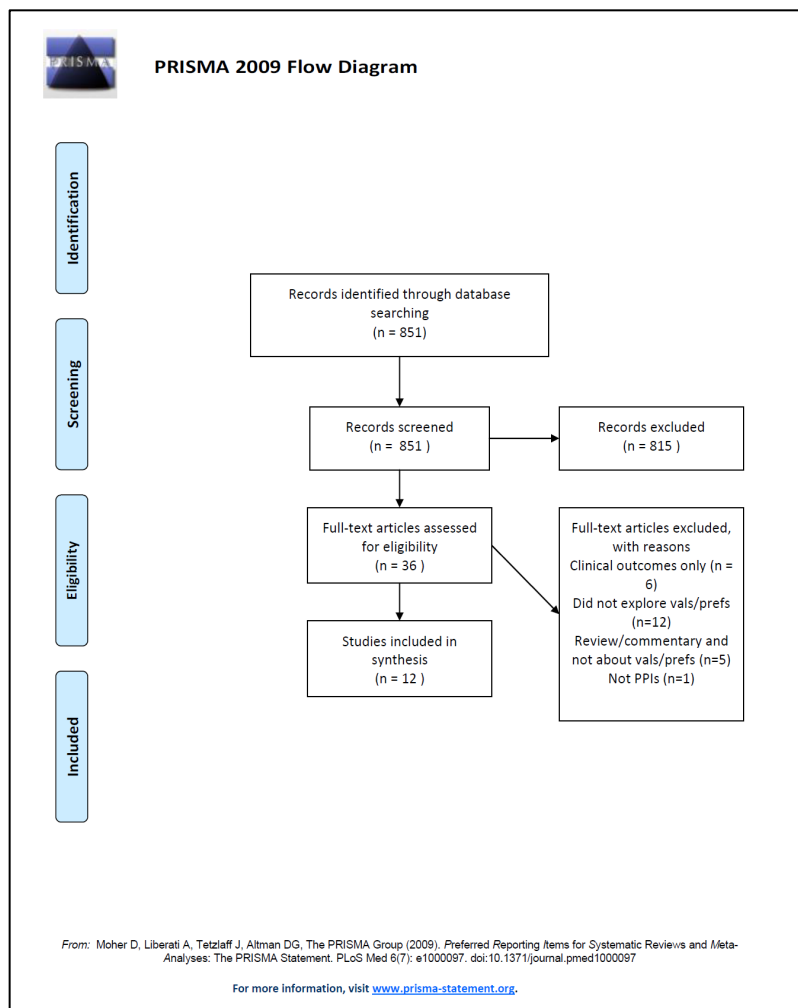 PRISMA
PRISMA 2009 Flow Diagram
Identification
Screening
Eligibility
Included
Records identified through database
searching
(n = 851)
Records screened
(n =  851 )
Records excluded
(n = 815 )
Full-text articles assessed
for eligibility
(n = 36 )
Full-text articles excluded,
with reasons
Clinical outcomes only (n =
6)
Did not explore vals/prefs
(n=12)
Review/commentary and
not about vals/prefs (n=5)
Not PPIs (n=1)
Studies included in
synthesis
(n = 12 )
From: Moher D, Liberati A, Tetzlaff J, Altman DG, The PRISMA Group (2009). Preferred Reporting Items for Systematic Reviews and Meta-
Analyses: The PRISMA Statement. PLoS Med 6(7): e1000097. doi:10.1371/journal.pmed1000097
For more information, visit www.prisma-statement.org.